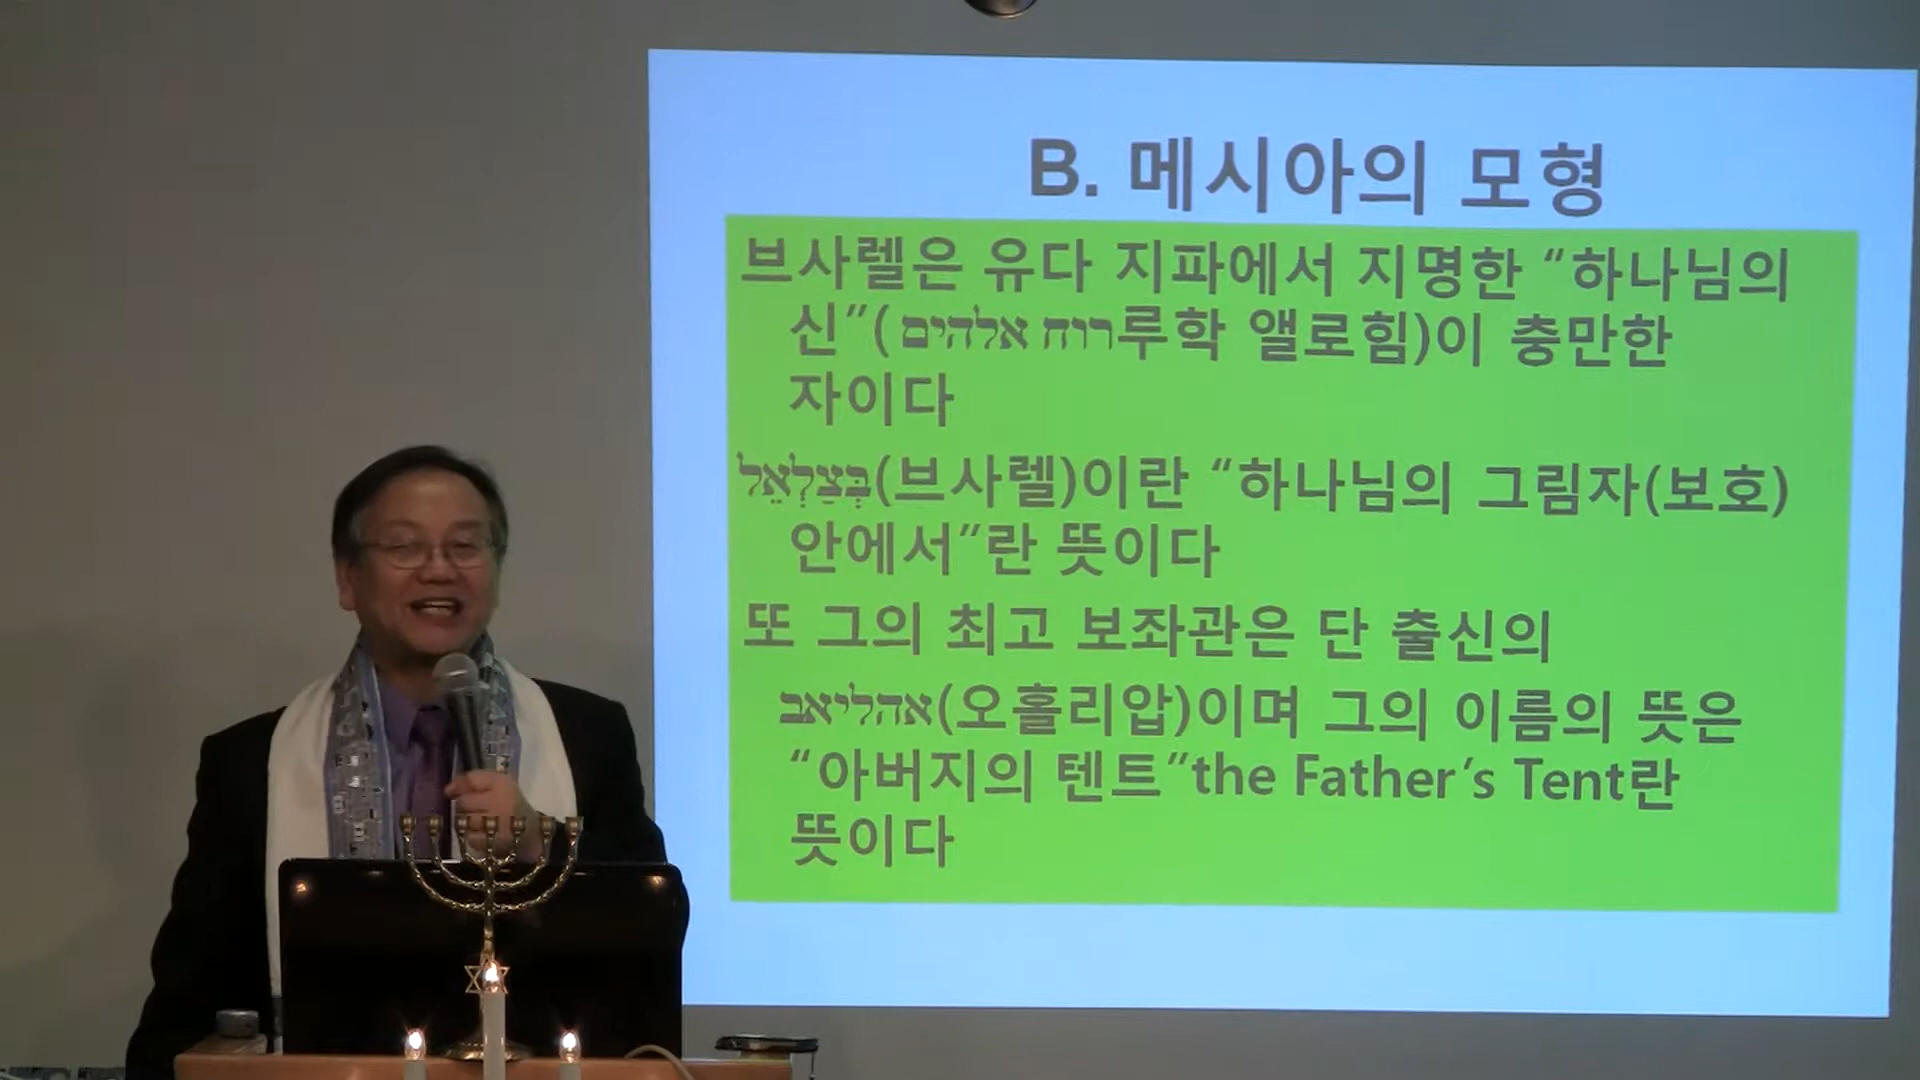 B. 메시아의 모형
브사렐은 유다 지파에서 지명한 “하나님의
신”(רוח אלהים루학 앨로힘)이 충만한
자이다
בְּצַלְאֵל(브사렐)이란 “하나님의 그림자(보호)
안에서”란 뜻이다
또 그의 최고 보좌관은 단 출신의
אהליאב(오홀리압)이며 그의 이름의 뜻은
“아버지의 텐트”the Father’s Tent란
뜻이다